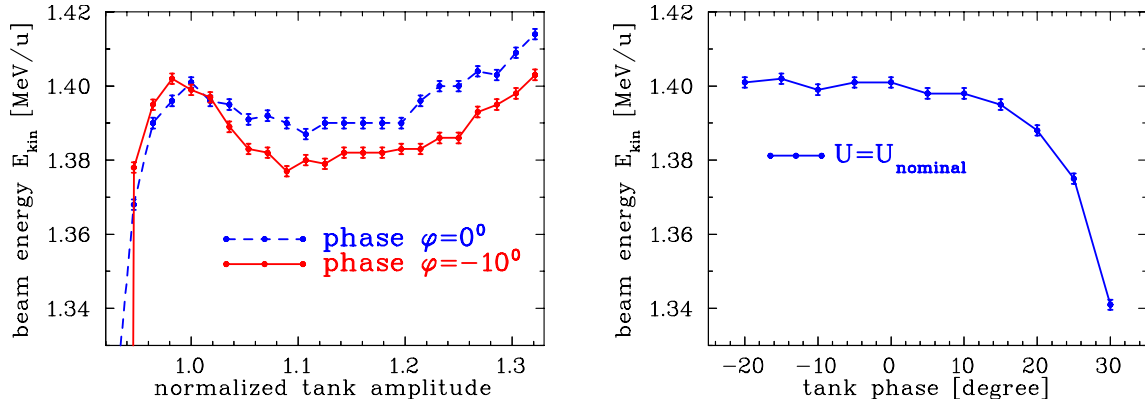 1.42
1.40
1.38
1.36
1.34
beam energy E_kin [MeV/u]
phase φ=0⁰
phase φ=−10⁰
1.0 1.1 1.2 1.3
normalized tank amplitude
1.42
1.40
1.38
1.36
1.34
beam energy E_kin [MeV/u]
U=U_nominal
−20 −10 0 10 20 30
tank phase [degree]